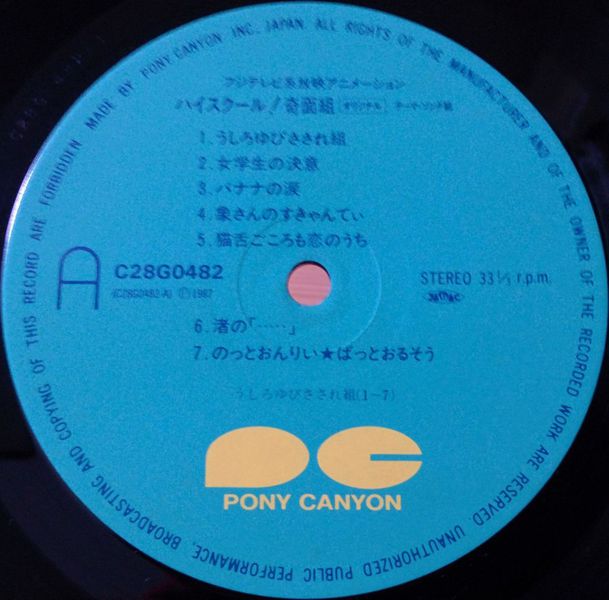 MADE BY PONY CANYON INC. JAPAN. ALL RIGHTS OF THE MANUFACTURER AND OF THE OWNER OF THE RECORDED WORK ARE RESERVED. UNAUTHORIZED PUBLIC PERFORMANCE, BROADCASTING AND COPYING OF THIS RECORD ARE FORBIDDEN.
フジテレビ系放映アニメーション
ハイスクール!奇面組〔オリジナル〕テーマ・ソング集
1. うしろゆびさされ組
2. 女学生の決意
3. バナナの涙
4. 象さんのすきゃんてぃ
5. 猫舌ごころも恋のうち
A
C28G0482
(C28G0482-A) Ⓟ1987
STEREO 33 1/3 r.p.m.
JASRAC
6. 渚の「……」
7. のっとおんりぃ★ばっとおるそう
うしろゆびさされ組(1~7)
PC
PONY CANYON